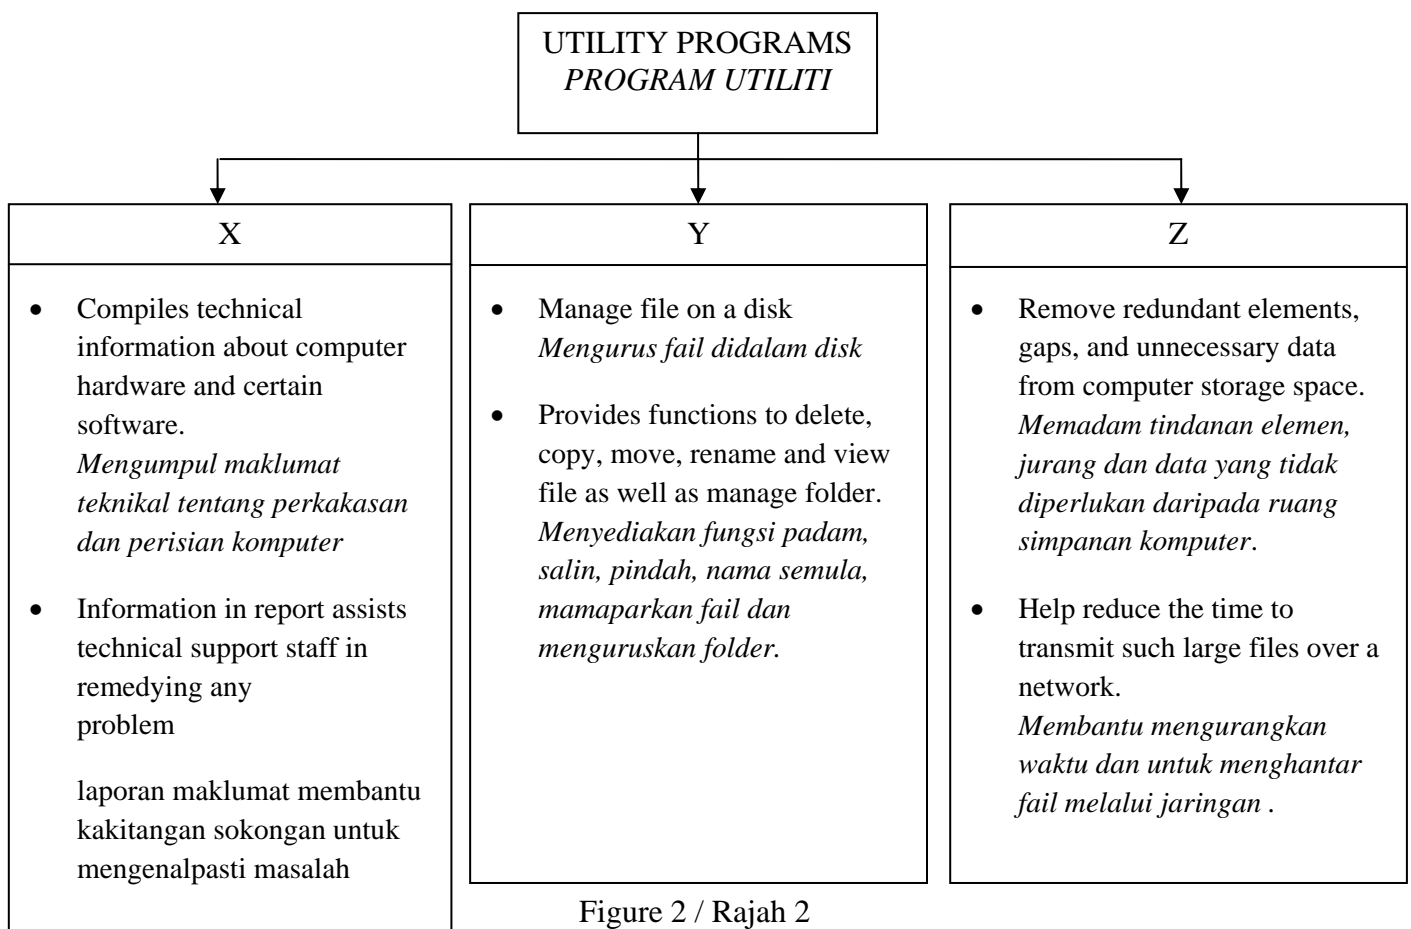 UTILITY PROGRAMS
PROGRAM UTILITI
X
• Compiles technical
information about computer
hardware and certain
software.
Mengumpul maklumat
teknikal tentang perkakasan
dan perisian komputer
• Information in report assists
technical support staff in
remedying any
problem
laporan maklumat membantu
kakitangan sokongan untuk
mengenalpasti masalah
Y
• Manage file on a disk
Mengurus fail didalam disk
• Provides functions to delete,
copy, move, rename and view
file as well as manage folder.
Menyediakan fungsi padam,
salin, pindah, nama semula,
mamaparkan fail dan
menguruskan folder.
Z
• Remove redundant elements,
gaps, and unnecessary data
from computer storage space.
Memadam tindanan elemen,
jurang dan data yang tidak
diperlukan daripada ruang
simpanan komputer.
• Help reduce the time to
transmit such large files over a
network.
Membantu mengurangkan
waktu dan untuk menghantar
fail melalui jaringan .
Figure 2 / Rajah 2